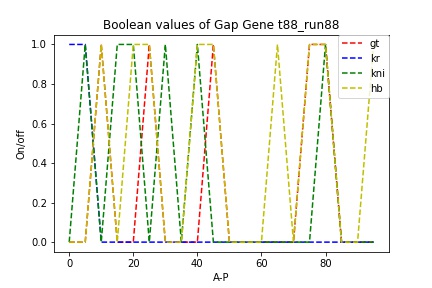 Boolean values of Gap Gene t88_run88
1.0
0.8
0.6
0.4
0.2
0.0
On/off
gt
kr
kni
hb
0 20 40 60 80
A-P